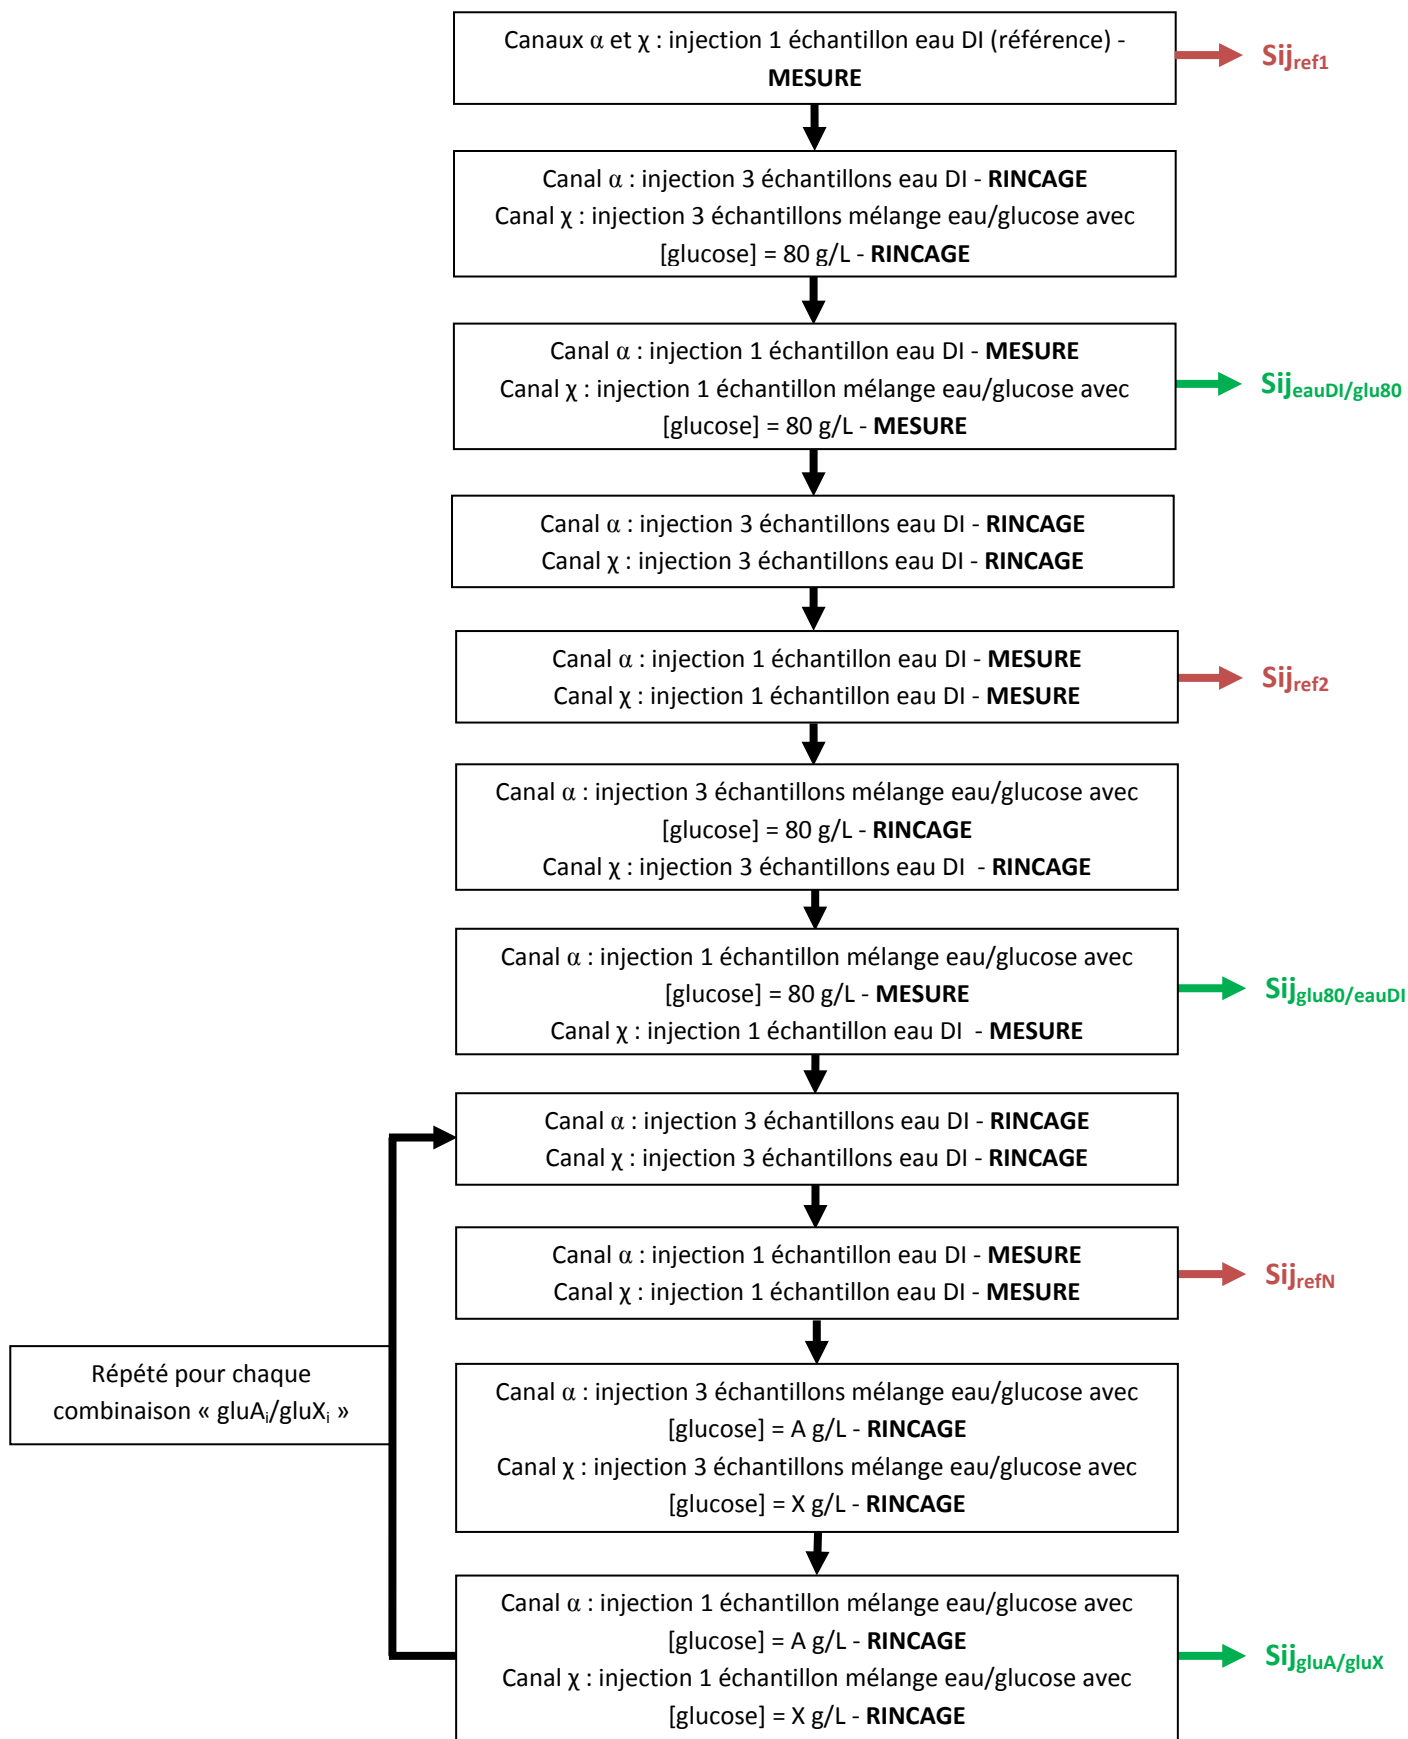 Canaux α et χ : injection 1 échantillon eau DI (référence) -
MESURE
Sij_ref1
Canal α : injection 3 échantillons eau DI - RINCAGE
Canal χ : injection 3 échantillons mélange eau/glucose avec
[glucose] = 80 g/L - RINCAGE
Canal α : injection 1 échantillon eau DI - MESURE
Canal χ : injection 1 échantillon mélange eau/glucose avec
[glucose] = 80 g/L - MESURE
Sij_eauDI/glu80
Canal α : injection 3 échantillons eau DI - RINCAGE
Canal χ : injection 3 échantillons eau DI - RINCAGE
Canal α : injection 1 échantillon eau DI - MESURE
Canal χ : injection 1 échantillon eau DI - MESURE
Sij_ref2
Canal α : injection 3 échantillons mélange eau/glucose avec
[glucose] = 80 g/L - RINCAGE
Canal χ : injection 3 échantillons eau DI - RINCAGE
Canal α : injection 1 échantillon mélange eau/glucose avec
[glucose] = 80 g/L - MESURE
Canal χ : injection 1 échantillon eau DI - MESURE
Sij_glu80/eauDI
Canal α : injection 3 échantillons eau DI - RINCAGE
Canal χ : injection 3 échantillons eau DI - RINCAGE
Canal α : injection 1 échantillon eau DI - MESURE
Canal χ : injection 1 échantillon eau DI - MESURE
Sij_refN
Répété pour chaque
combinaison « gluA_i/gluX_i »
Canal α : injection 3 échantillons mélange eau/glucose avec
[glucose] = A g/L - RINCAGE
Canal χ : injection 3 échantillons mélange eau/glucose avec
[glucose] = X g/L - RINCAGE
Canal α : injection 1 échantillon mélange eau/glucose avec
[glucose] = A g/L - RINCAGE
Canal χ : injection 1 échantillon mélange eau/glucose avec
[glucose] = X g/L - RINCAGE
Sij_gluA/gluX